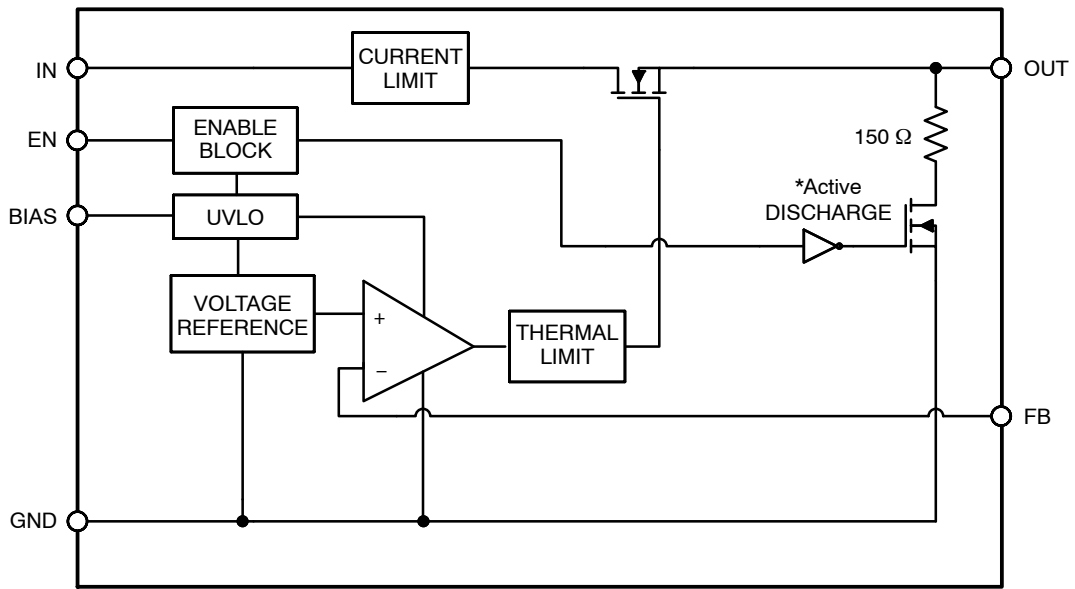 IN
CURRENT
LIMIT
OUT
EN
ENABLE
BLOCK
150 Ω
*Active
DISCHARGE
BIAS
UVLO
VOLTAGE
REFERENCE
+
−
THERMAL
LIMIT
FB
GND